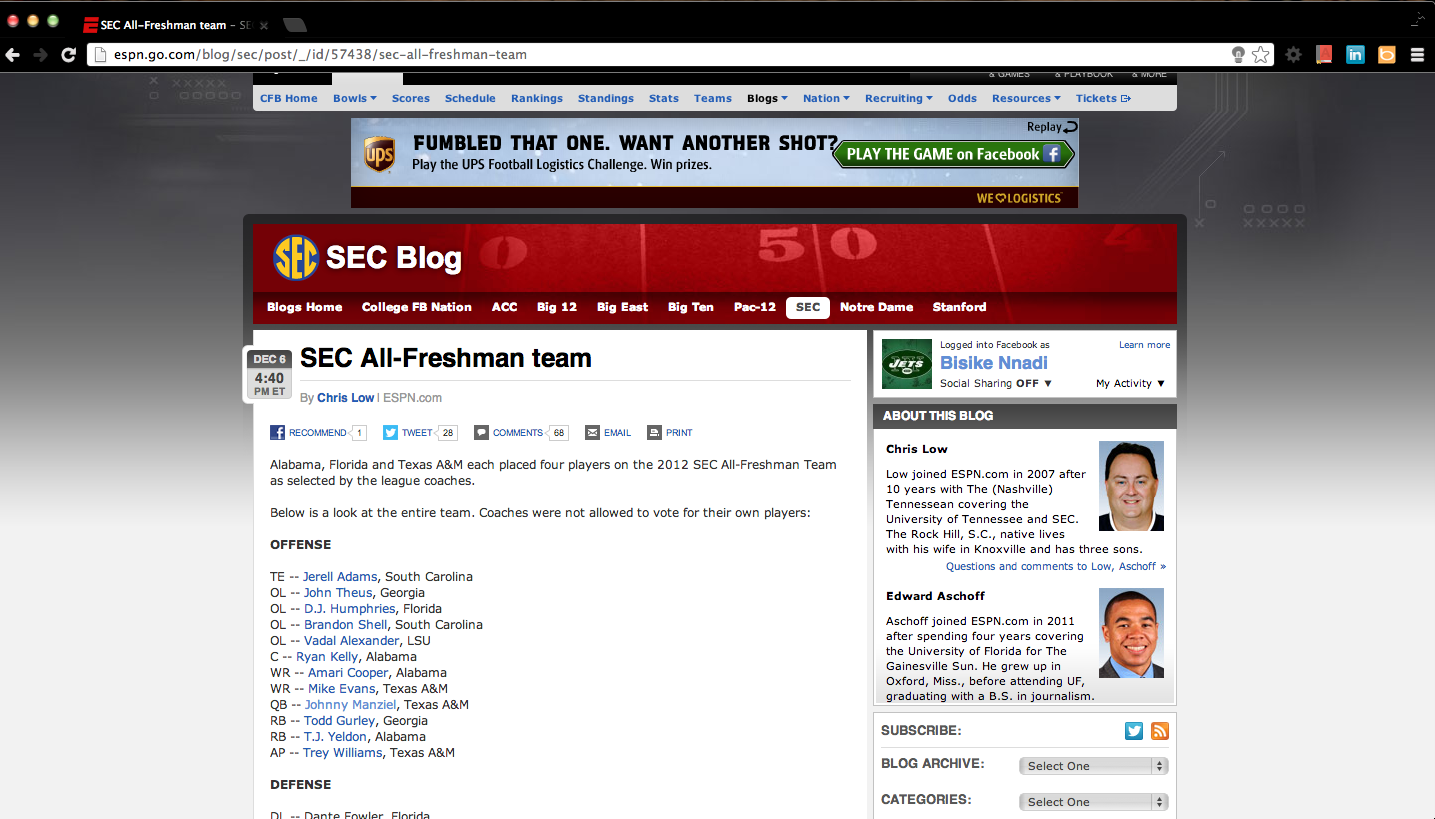 SEC All-Freshman team - SE
espn.go.com/blog/sec/post/_/id/57438/sec-all-freshman-team
& GAMES & PLAYBOOK & MORE
CFB Home Bowls Scores Schedule Rankings Standings Stats Teams Blogs Nation Recruiting Odds Resources Tickets
Replay
ups
FUMBLED THAT ONE. WANT ANOTHER SHOT?
Play the UPS Football Logistics Challenge. Win prizes.
PLAY THE GAME on Facebook
WE LOGISTICS
SEC SEC Blog
0 5 0 4
Blogs Home College FB Nation ACC Big 12 Big East Big Ten Pac-12 SEC Notre Dame Stanford
DEC 6
4:40
PM ET
SEC All-Freshman team
By Chris Low | ESPN.com
RECOMMEND 1 TWEET 28 COMMENTS 68 EMAIL PRINT
Alabama, Florida and Texas A&M each placed four players on the 2012 SEC All-Freshman Team
as selected by the league coaches.
Below is a look at the entire team. Coaches were not allowed to vote for their own players:
OFFENSE
TE -- Jerell Adams, South Carolina
OL -- John Theus, Georgia
OL -- D.J. Humphries, Florida
OL -- Brandon Shell, South Carolina
OL -- Vadal Alexander, LSU
C -- Ryan Kelly, Alabama
WR -- Amari Cooper, Alabama
WR -- Mike Evans, Texas A&M
QB -- Johnny Manziel, Texas A&M
RB -- Todd Gurley, Georgia
RB -- T.J. Yeldon, Alabama
AP -- Trey Williams, Texas A&M
DEFENSE
DL -- Dante Fowler, Florida
JETS
Logged into Facebook as Learn more
Bisike Nnadi
Social Sharing OFF ▼ My Activity ▼
ABOUT THIS BLOG
Chris Low
Low joined ESPN.com in 2007 after
10 years with The (Nashville)
Tennessean covering the
University of Tennessee and SEC.
The Rock Hill, S.C., native lives
with his wife in Knoxville and has three sons.
Questions and comments to Low, Aschoff »
Edward Aschoff
Aschoff joined ESPN.com in 2011
after spending four years covering
the University of Florida for The
Gainesville Sun. He grew up in
Oxford, Miss., before attending UF,
graduating with a B.S. in journalism.
SUBSCRIBE:
BLOG ARCHIVE: Select One
CATEGORIES: Select One